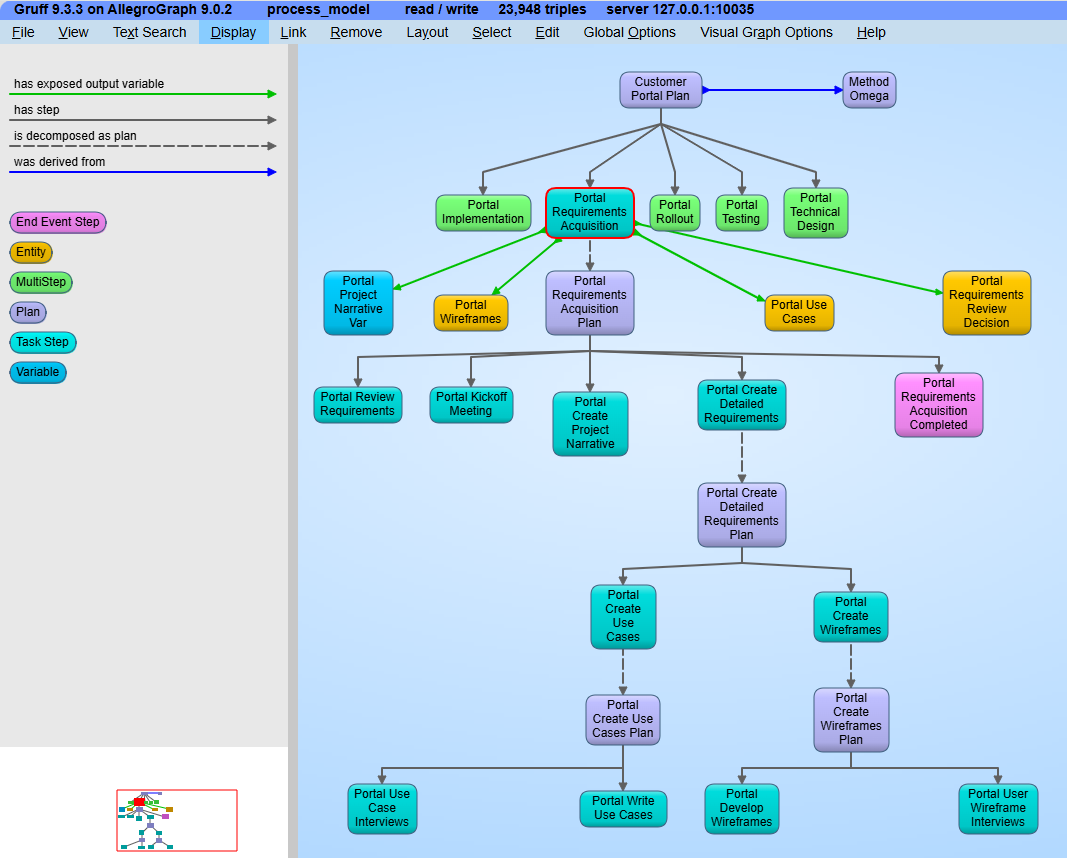 Gruff 9.3.3 on AllegroGraph 9.0.2 process_model read / write 23,948 triples server 127.0.0.1:10035
File View Text Search Display Link Remove Layout Select Edit Global Options Visual Graph Options Help
has exposed output variable
has step
is decomposed as plan
was derived from
End Event Step
Entity
MultiStep
Plan
Task Step
Variable
Customer
Portal Plan
Method
Omega
Portal
Implementation
Portal
Requirements
Acquisition
Portal
Rollout
Portal
Testing
Portal
Technical
Design
Portal
Project
Narrative
Var
Portal
Wireframes
Portal
Requirements
Acquisition
Plan
Portal Use
Cases
Portal
Requirements
Review
Decision
Portal Review
Requirements
Portal Kickoff
Meeting
Portal
Create
Project
Narrative
Portal Create
Detailed
Requirements
Portal
Requirements
Acquisition
Completed
Portal Create
Detailed
Requirements
Plan
Portal
Create
Use
Cases
Portal
Create
Wireframes
Portal
Create Use
Cases Plan
Portal
Create
Wireframes
Plan
Portal Use
Case
Interviews
Portal Write
Use Cases
Portal
Develop
Wireframes
Portal User
Wireframe
Interviews